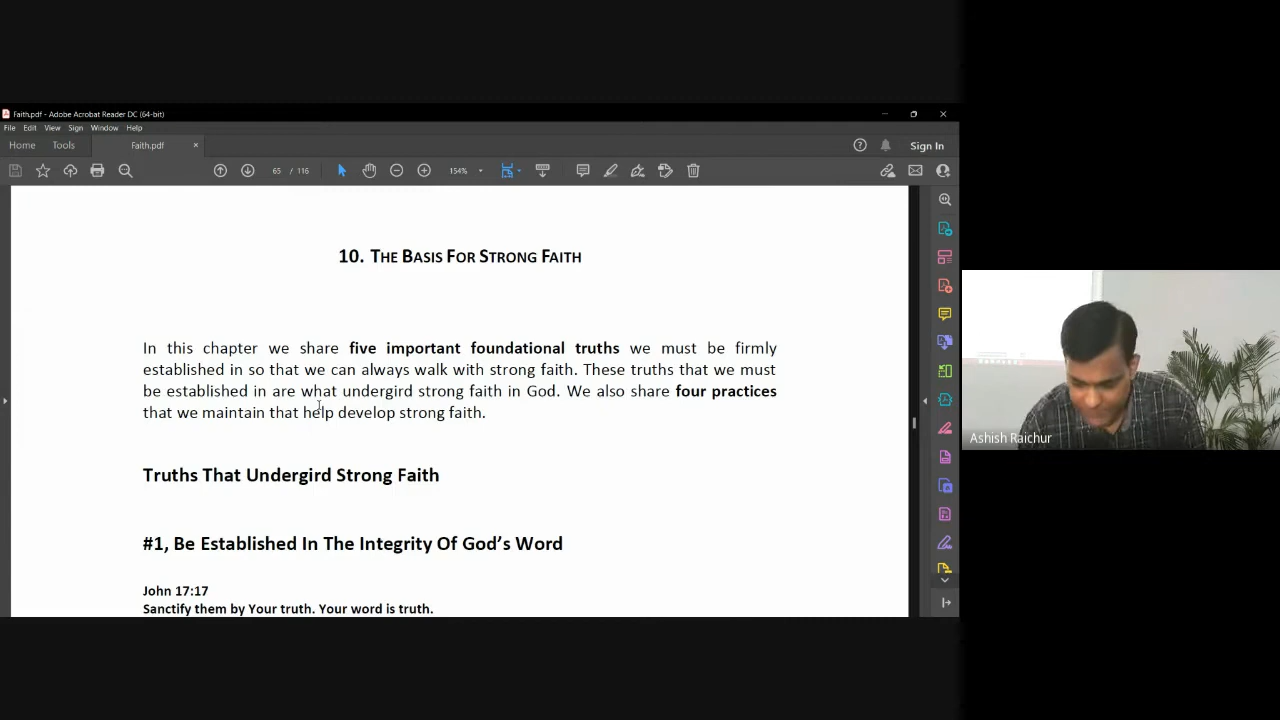 Faith.pdf - Adobe Acrobat Reader DC (64-bit)
File Edit View Sign Window Help
Home Tools Faith.pdf × Sign In
65 / 116 154%
10. THE BASIS FOR STRONG FAITH
In this chapter we share five important foundational truths we must be firmly
established in so that we can always walk with strong faith. These truths that we must
be established in are what undergird strong faith in God. We also share four practices
that we maintain that help develop strong faith.
Truths That Undergird Strong Faith
#1, Be Established In The Integrity Of God’s Word
John 17:17
Sanctify them by Your truth. Your word is truth.
Ashish Raichur